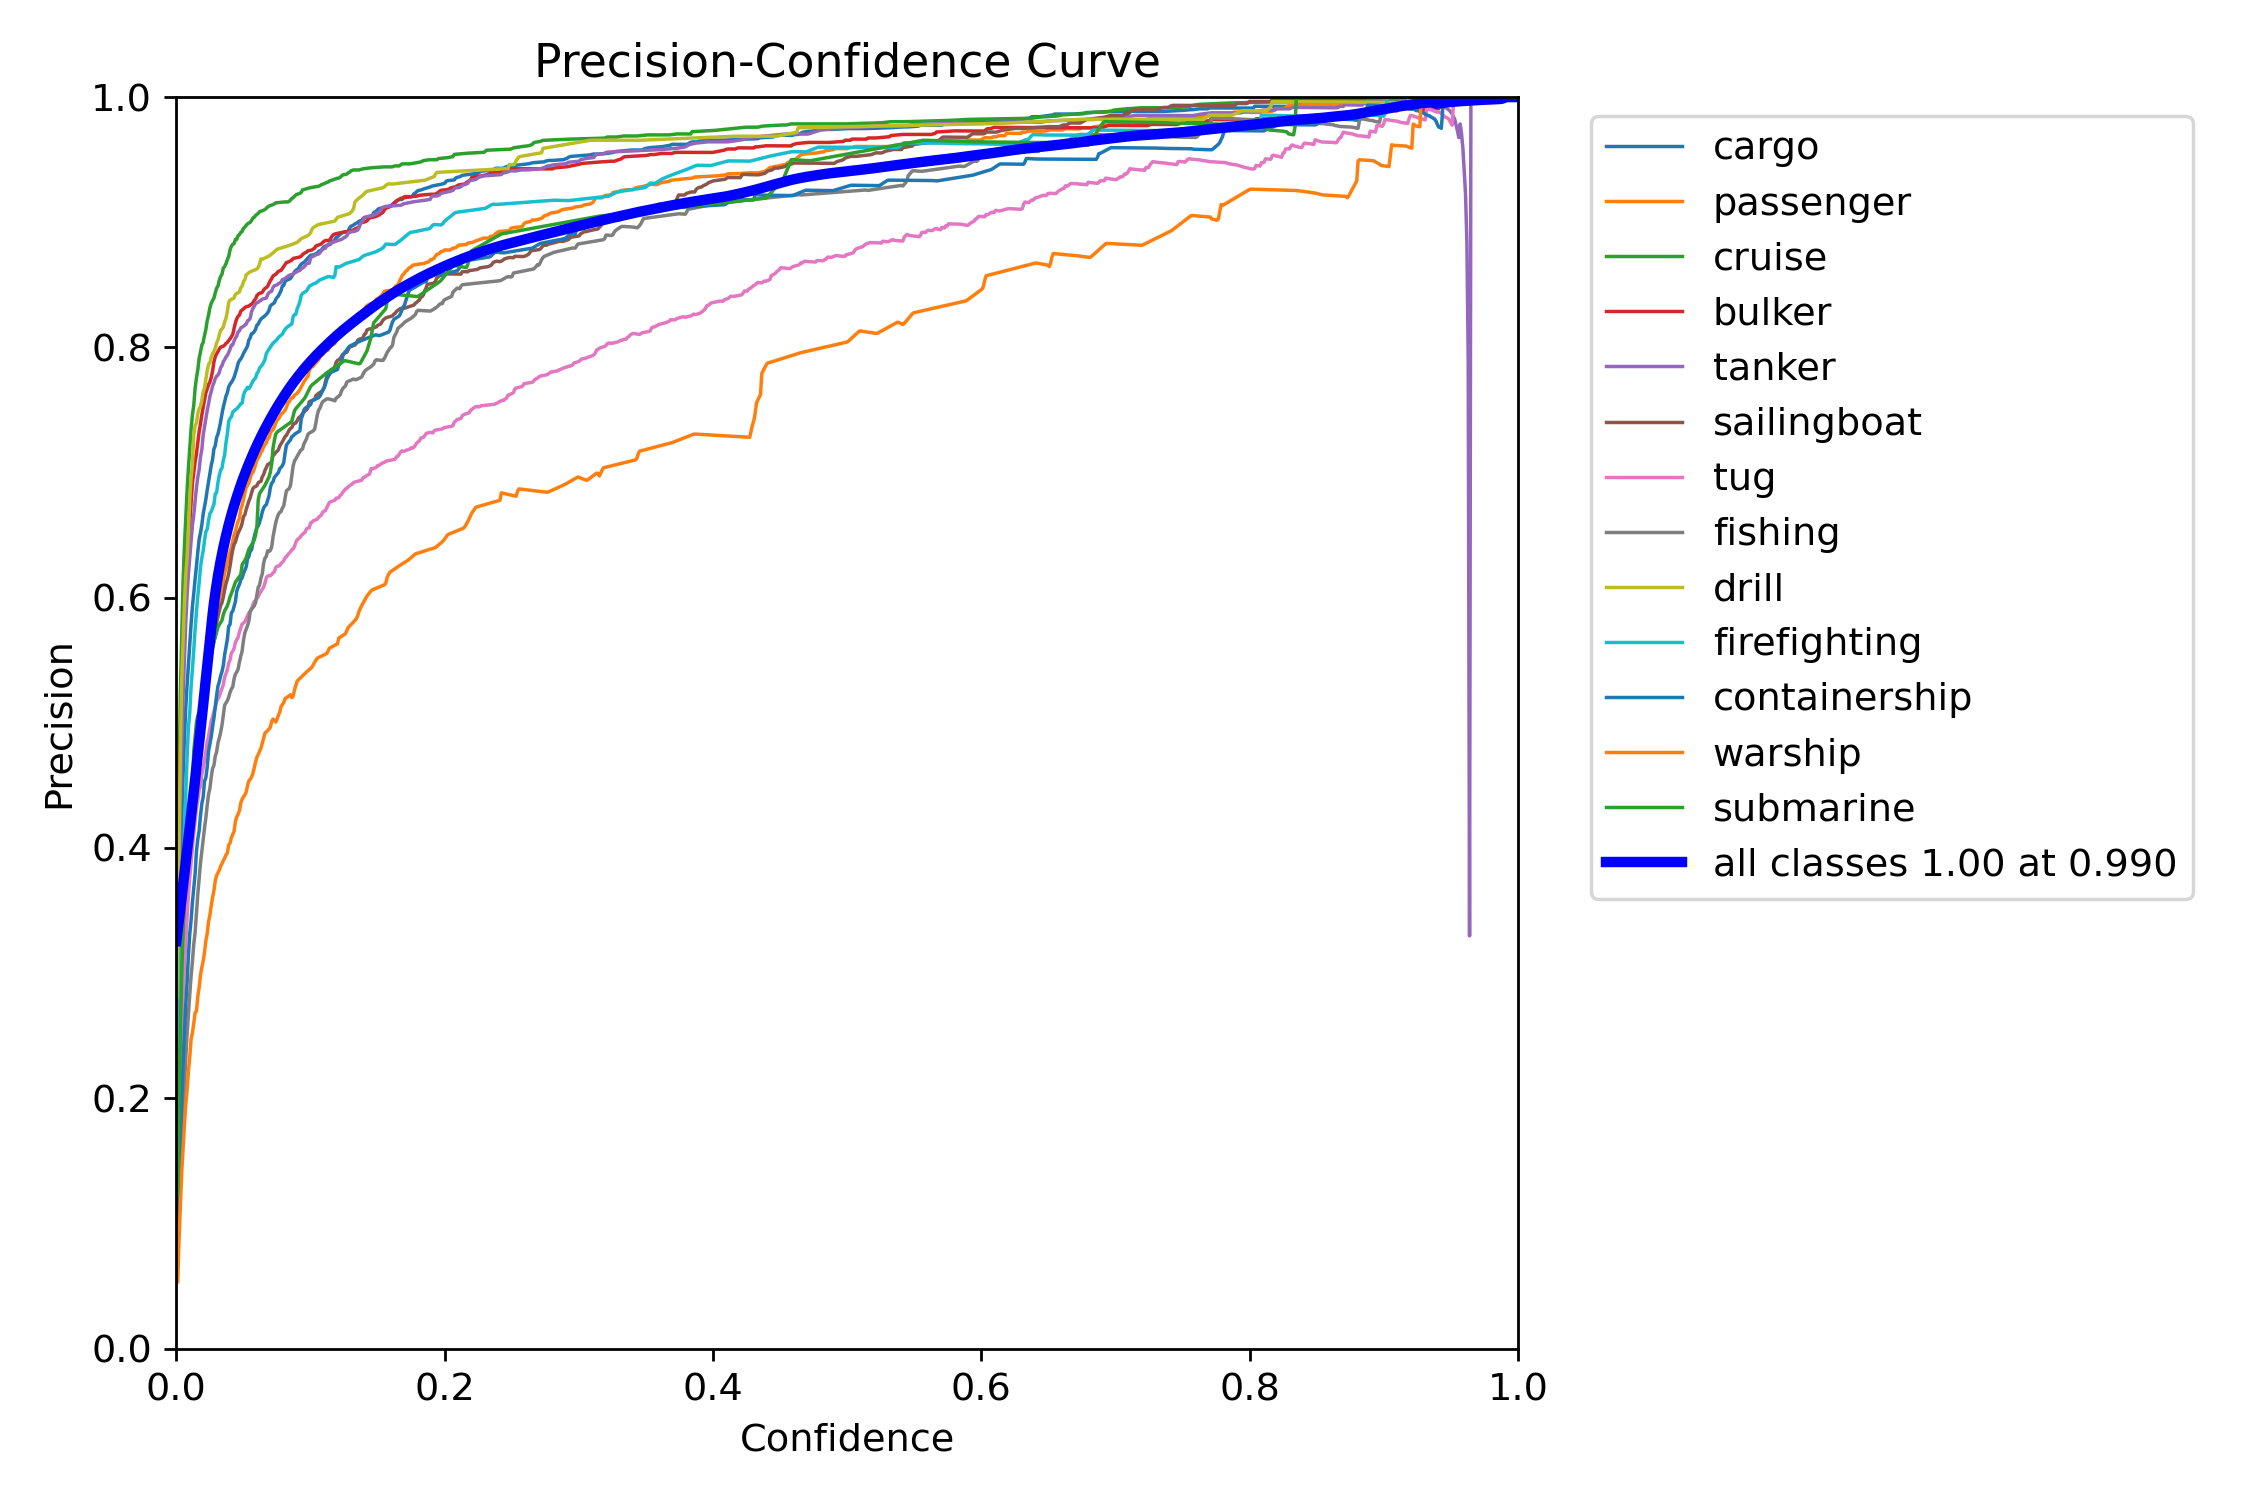 Precision-Confidence Curve
1.0
0.8
0.6
0.4
0.2
0.0
Precision
0.0 0.2 0.4 0.6 0.8 1.0
Confidence
cargo
passenger
cruise
bulker
tanker
sailingboat
tug
fishing
drill
firefighting
containership
warship
submarine
all classes 1.00 at 0.990